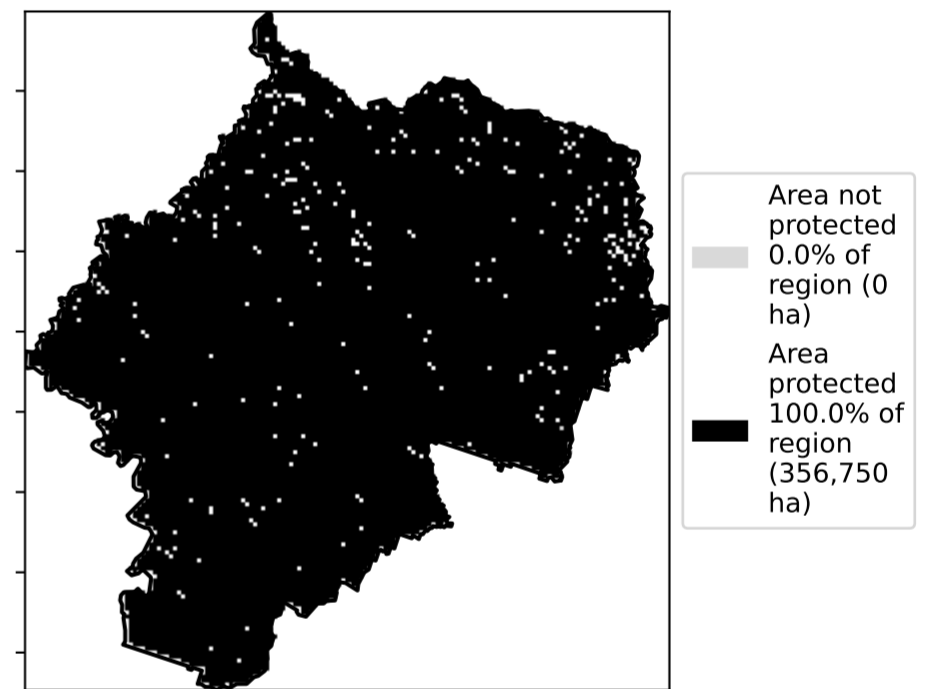 Area not
protected
0.0% of
region (0
ha)
Area
protected
100.0% of
region
(356,750
ha)